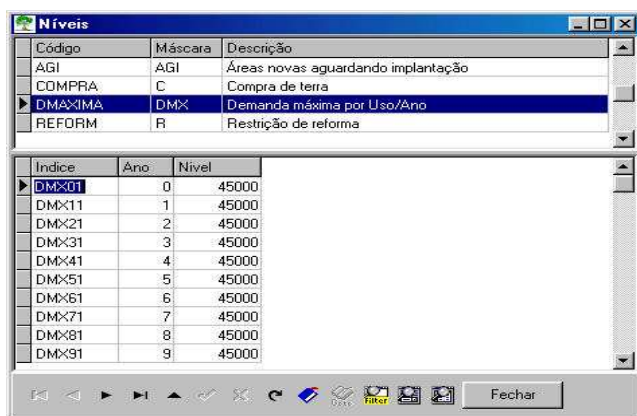 Níveis
Código Máscara Descrição
AGI AGI Áreas novas aguardando implantação
COMPRA C Compra de terra
DMAXIMA DMX Demanda máxima por Uso/Ano
REFORM R Restrição de reforma
Indice Ano Nivel
DMX01 0 45000
DMX11 1 45000
DMX21 2 45000
DMX31 3 45000
DMX41 4 45000
DMX51 5 45000
DMX61 6 45000
DMX71 7 45000
DMX81 8 45000
DMX91 9 45000
Filter Fechar